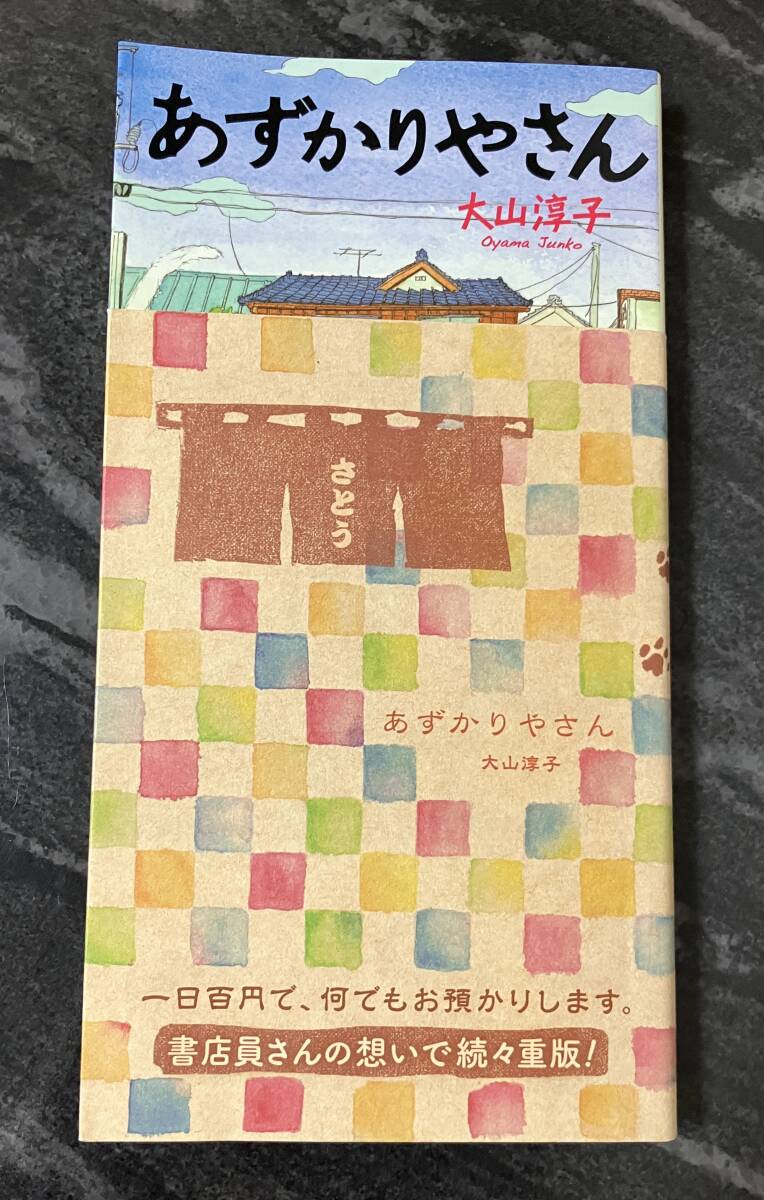 あずかりやさん
大山淳子
Oyama Junko
さとう
あずかりやさん
大山淳子
一日百円で、何でもお預かりします。
書店員さんの想いで続々重版!